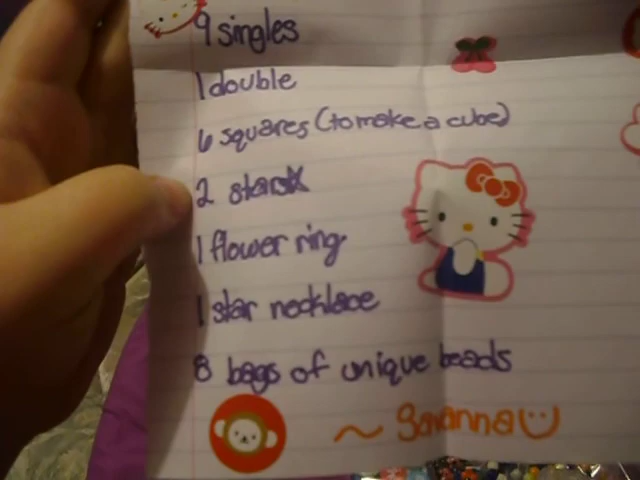 9 singles
1 double
6 squares (to make a cube)
2 stars
1 flower ring
1 star necklace
8 bags of unique beads
~ Savanna :)